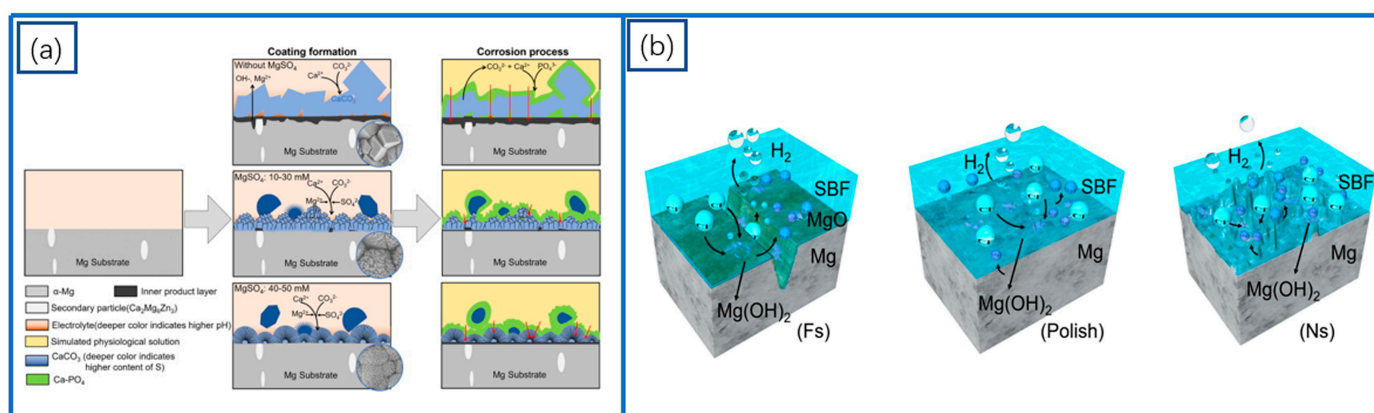 (a)
Coating formation
Corrosion process
Without MgSO₄
OH-, Mg²⁺
Ca²⁺
CO₃²⁻
CaCO₃
Mg Substrate
CO₃²⁻ + Ca²⁺
PO₄³⁻
Mg Substrate
Mg Substrate
MgSO₄: 10-30 mM
Ca²⁺
CO₃²⁻
Mg²⁺
SO₄²⁻
Mg Substrate
Mg Substrate
MgSO₄: 40-50 mM
Ca²⁺
CO₃²⁻
Mg²⁺
SO₄²⁻
Mg Substrate
Mg Substrate
α-Mg
Inner product layer
Secondary particle(Ca₂Mg₆Zn₃)
Electrolyte(deeper color indicates higher pH)
Simulated physiological solution
CaCO₃ (deeper color indicates
higher content of S)
Ca-PO₄
(b)
H₂
SBF
MgO
Mg
Mg(OH)₂
(Fs)
H₂
SBF
Mg
Mg(OH)₂
(Polish)
H₂
SBF
Mg
Mg(OH)₂
(Ns)